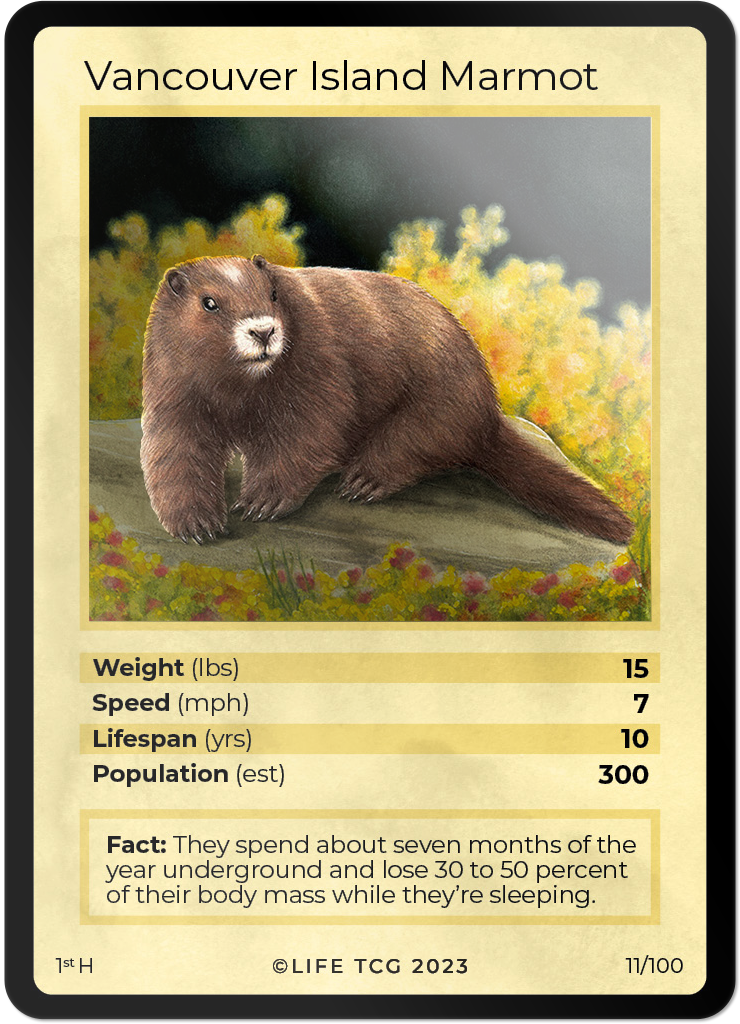 Vancouver Island Marmot
Weight (lbs) 15
Speed (mph) 7
Lifespan (yrs) 10
Population (est) 300
Fact: They spend about seven months of the
year underground and lose 30 to 50 percent
of their body mass while they're sleeping.
1st H ©LIFE TCG 2023 11/100